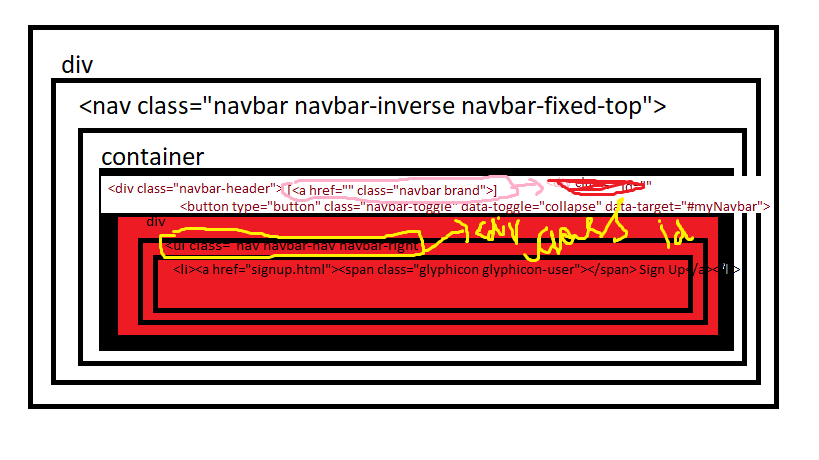 div
<nav class="navbar navbar-inverse navbar-fixed-top">
container
<div class="navbar-header"> [<a href="" class="navbar brand">]
<button type="button" class="navbar-toggle" data-toggle="collapse" data-target="#myNavbar">
div
<ul class="nav navbar-nav navbar-right <div class id
<li><a href="signup.html"><span class="glyphicon glyphicon-user"></span> Sign Up</a></li>